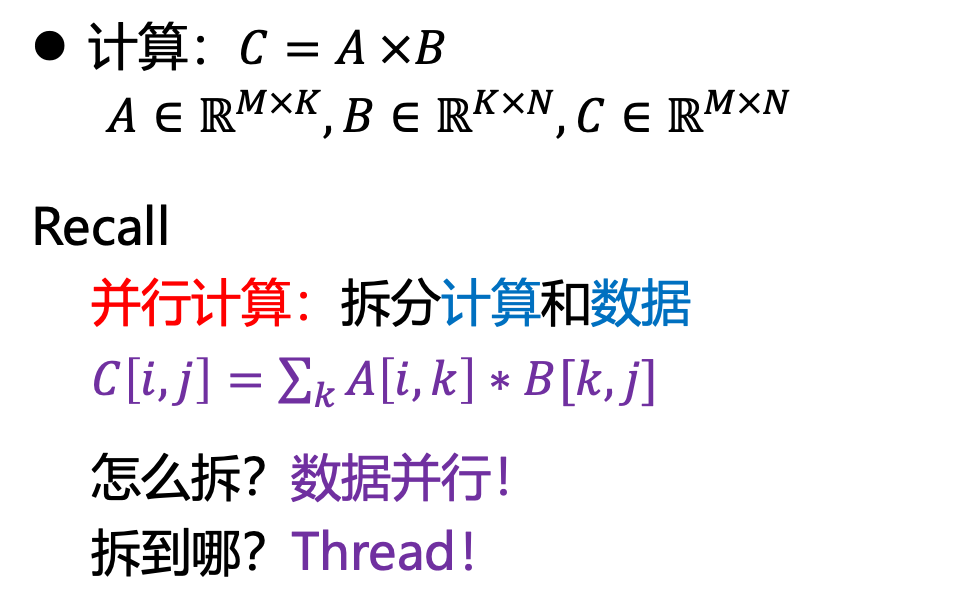 ● 计算：C = A ×B
A ∈ ℝ^{M×K}, B ∈ ℝ^{K×N}, C ∈ ℝ^{M×N}
Recall
并行计算：拆分计算和数据
C[i, j] = ∑_k A[i, k] * B[k, j]
怎么拆？数据并行！
拆到哪？Thread！